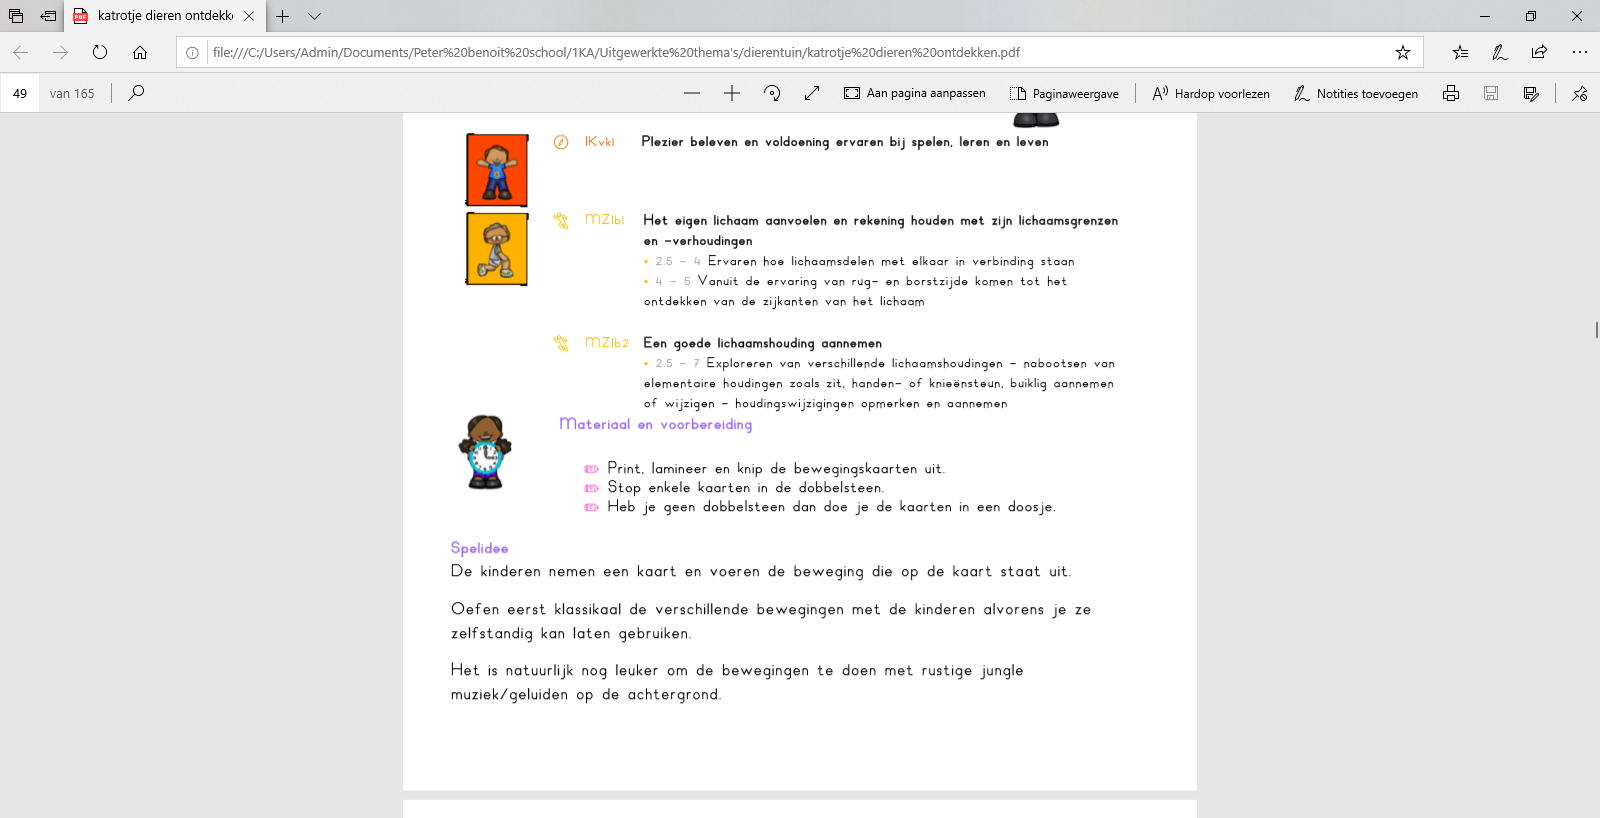 katrotje dieren ontdekk
file:///C:/Users/Admin/Documents/Peter%20benoit%20school/1KA/Uitgewerkte%20thema's/dierentuin/katrotje%20dieren%20ontdekken.pdf
49 van 165 Aan pagina aanpassen Paginaweergave Hardop voorlezen Notities toevoegen
IKvk1 Plezier beleven en voldoening ervaren bij spelen, leren en leven
MZlb1 Het eigen lichaam aanvoelen en rekening houden met zijn lichaamsgrenzen
en -verhoudingen
• 2.5 - 4 Ervaren hoe lichaamsdelen met elkaar in verbinding staan
• 4 - 5 Vanuit de ervaring van rug- en borstzijde komen tot het
ontdekken van de zijkanten van het lichaam
MZlb2 Een goede lichaamshouding aannemen
• 2.5 - 7 Exploreren van verschillende lichaamshoudingen - nabootsen van
elementaire houdingen zoals zit, handen- of knieënsteun, buiklig aannemen
of wijzigen - houdingswijzigingen opmerken en aannemen
Materiaal en voorbereiding
Print, lamineer en knip de bewegingskaarten uit.
Stop enkele kaarten in de dobbelsteen.
Heb je geen dobbelsteen dan doe je de kaarten in een doosje.
Spelidee
De kinderen nemen een kaart en voeren de beweging die op de kaart staat uit.
Oefen eerst klassikaal de verschillende bewegingen met de kinderen alvorens je ze
zelfstandig kan laten gebruiken.
Het is natuurlijk nog leuker om de bewegingen te doen met rustige jungle
muziek/geluiden op de achtergrond.